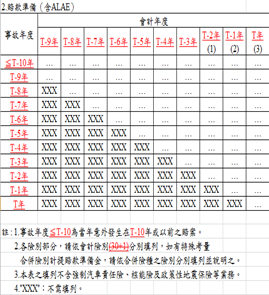 2.賠款準備（含ALAE）
事故年度 會計年度
T-9年 T-8年 T-7年 T-6年 T-5年 T-4年 T-3年 T-2年(1) T-1年(2) T年(3)
≦T-10年 … … … … … … … … … …
T-9年 … … … … … … … … … …
T-8年 XXX … … … … … … … … …
T-7年 XXX XXX … … … … … … … …
T-6年 XXX XXX XXX … … … … … … …
T-5年 XXX XXX XXX XXX … … … … … …
T-4年 XXX XXX XXX XXX XXX … … … … …
T-3年 XXX XXX XXX XXX XXX XXX … … … …
T-2年 XXX XXX XXX XXX XXX XXX XXX … … …
T-1年 XXX XXX XXX XXX XXX XXX XXX XXX … …
T年 XXX XXX XXX XXX XXX XXX XXX XXX XXX …
註：1.事故年度≦T-10為當年意外發生在T-10年或以前之賠案。
2.各險別部分，請依會計險別(30+1)分別填列，如有特殊考量
合併險別計提賠款準備金，請依合併險種之險別分別填列並說明之。
3.本表之填列不含強制汽車責任保險、核能險及政策性地震保險等業務。
4."XXX"：不需填列。